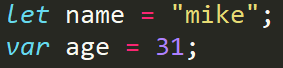 let name = "mike";
var age = 31;